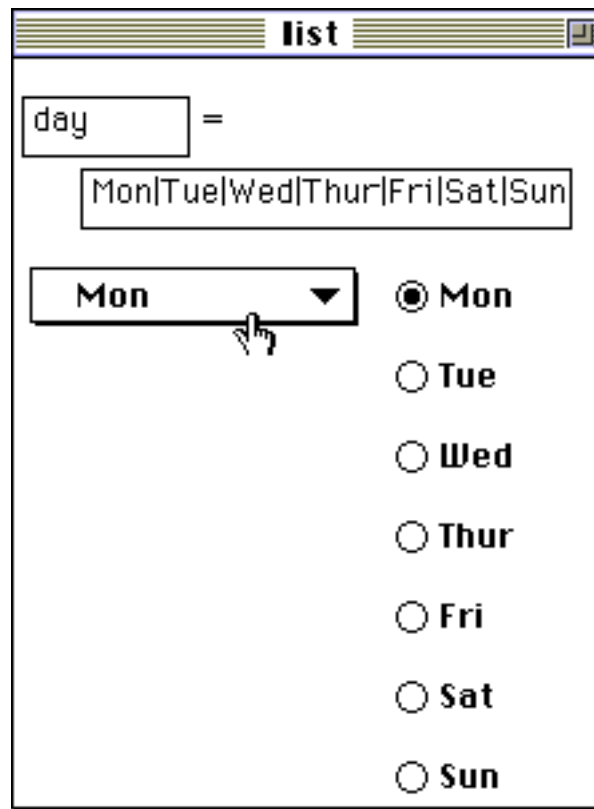 list
day =
Mon|Tue|Wed|Thur|Fri|Sat|Sun
Mon
Mon
Tue
Wed
Thur
Fri
Sat
Sun